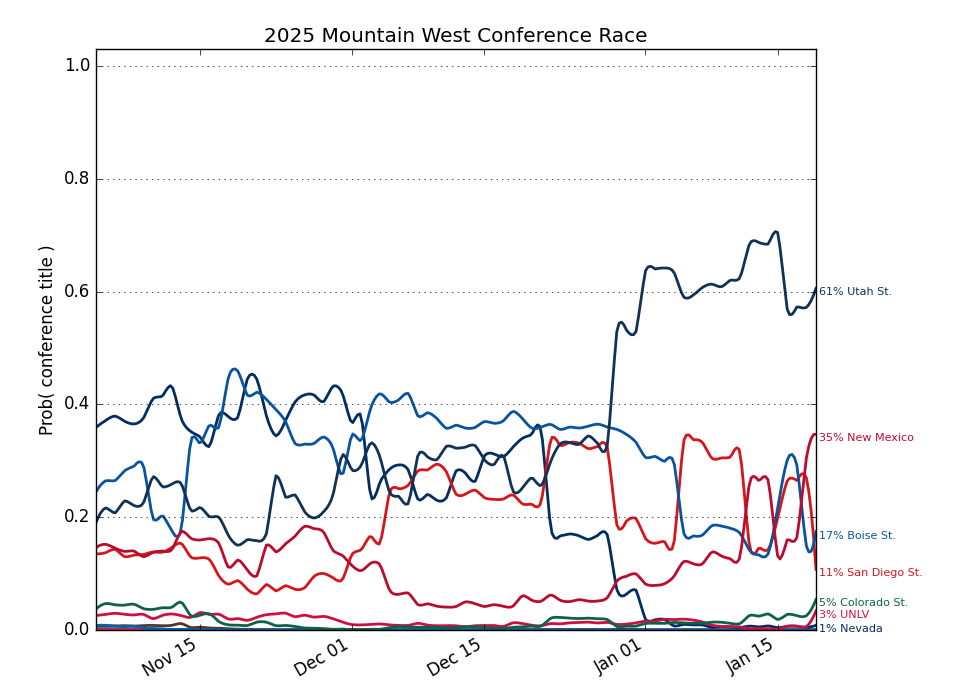 2025 Mountain West Conference Race
Prob( conference title )
1.0
0.8
0.6
0.4
0.2
0.0
Nov 15
Dec 01
Dec 15
Jan 01
Jan 15
61% Utah St.
35% New Mexico
17% Boise St.
11% San Diego St.
5% Colorado St.
3% UNLV
1% Nevada